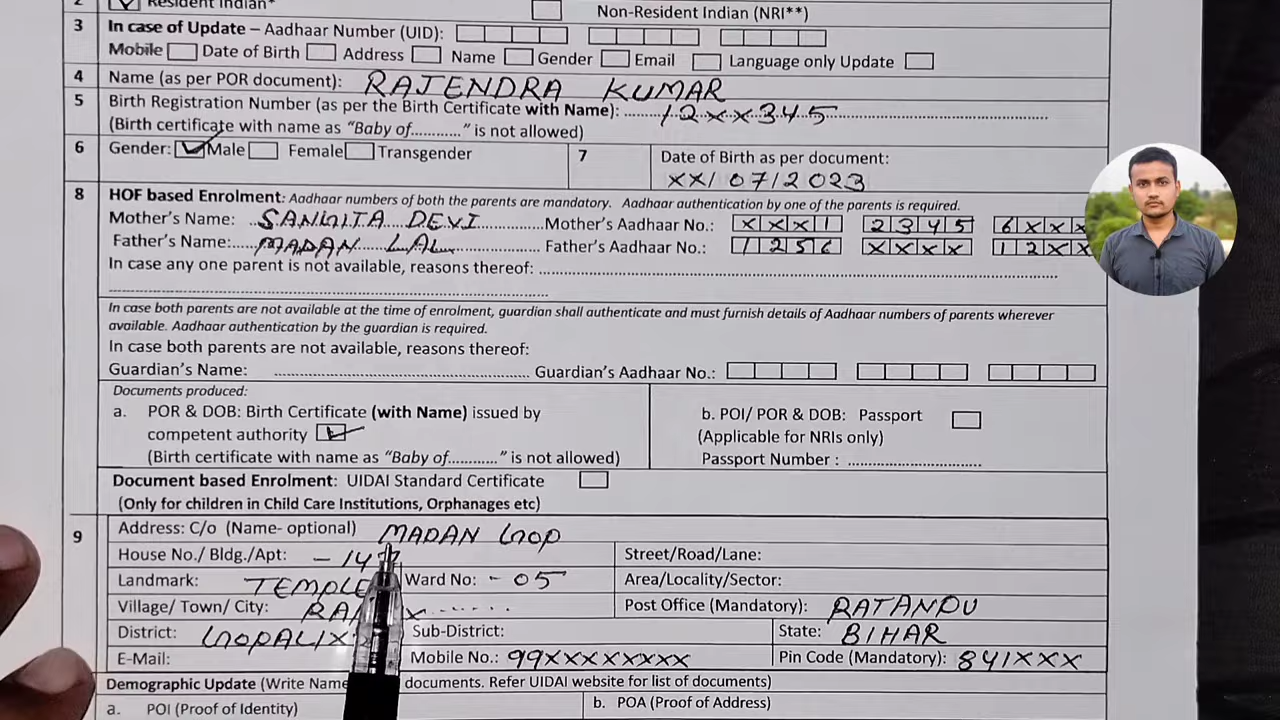 2 Resident Indian* Non-Resident Indian (NRI**)
3 In case of Update – Aadhaar Number (UID):
Mobile Date of Birth Address Name Gender Email Language only Update
4 Name (as per POR document): RAJENDRA KUMAR
5 Birth Registration Number (as per the Birth Certificate with Name): 12xx345
(Birth certificate with name as "Baby of............" is not allowed)
6 Gender: Male Female Transgender 7 Date of Birth as per document:
XX/07/2023
8 HOF based Enrolment: Aadhaar numbers of both the parents are mandatory. Aadhaar authentication by one of the parents is required.
Mother's Name: SANGITA DEVI Mother's Aadhaar No.: XXX1 2345 6XXX
Father's Name: MADAN LAL Father's Aadhaar No.: 1256 XXXX 12XX
In case any one parent is not available, reasons thereof:
In case both parents are not available at the time of enrolment, guardian shall authenticate and must furnish details of Aadhaar numbers of parents wherever
available. Aadhaar authentication by the guardian is required.
In case both parents are not available, reasons thereof:
Guardian's Name: Guardian's Aadhaar No.:
Documents produced:
a. POR & DOB: Birth Certificate (with Name) issued by
competent authority
(Birth certificate with name as "Baby of............" is not allowed)
b. POI/ POR & DOB: Passport
(Applicable for NRIs only)
Passport Number :
Document based Enrolment: UIDAI Standard Certificate
(Only for children in Child Care Institutions, Orphanages etc)
9 Address: C/o (Name- optional) MADAN
House No./ Bldg./Apt: Street/Road/Lane:
Landmark: TEMPLE Ward No: - 05 Area/Locality/Sector:
Village/ Town/ City: Post Office (Mandatory): RATANPU
District: Sub-District: State: BIHAR
E-Mail: Mobile No.: 99XXXXXXXX Pin Code (Mandatory): 841XXX
Demographic Update (Write Name documents. Refer UIDAI website for list of documents)
a. POI (Proof of Identity) b. POA (Proof of Address)